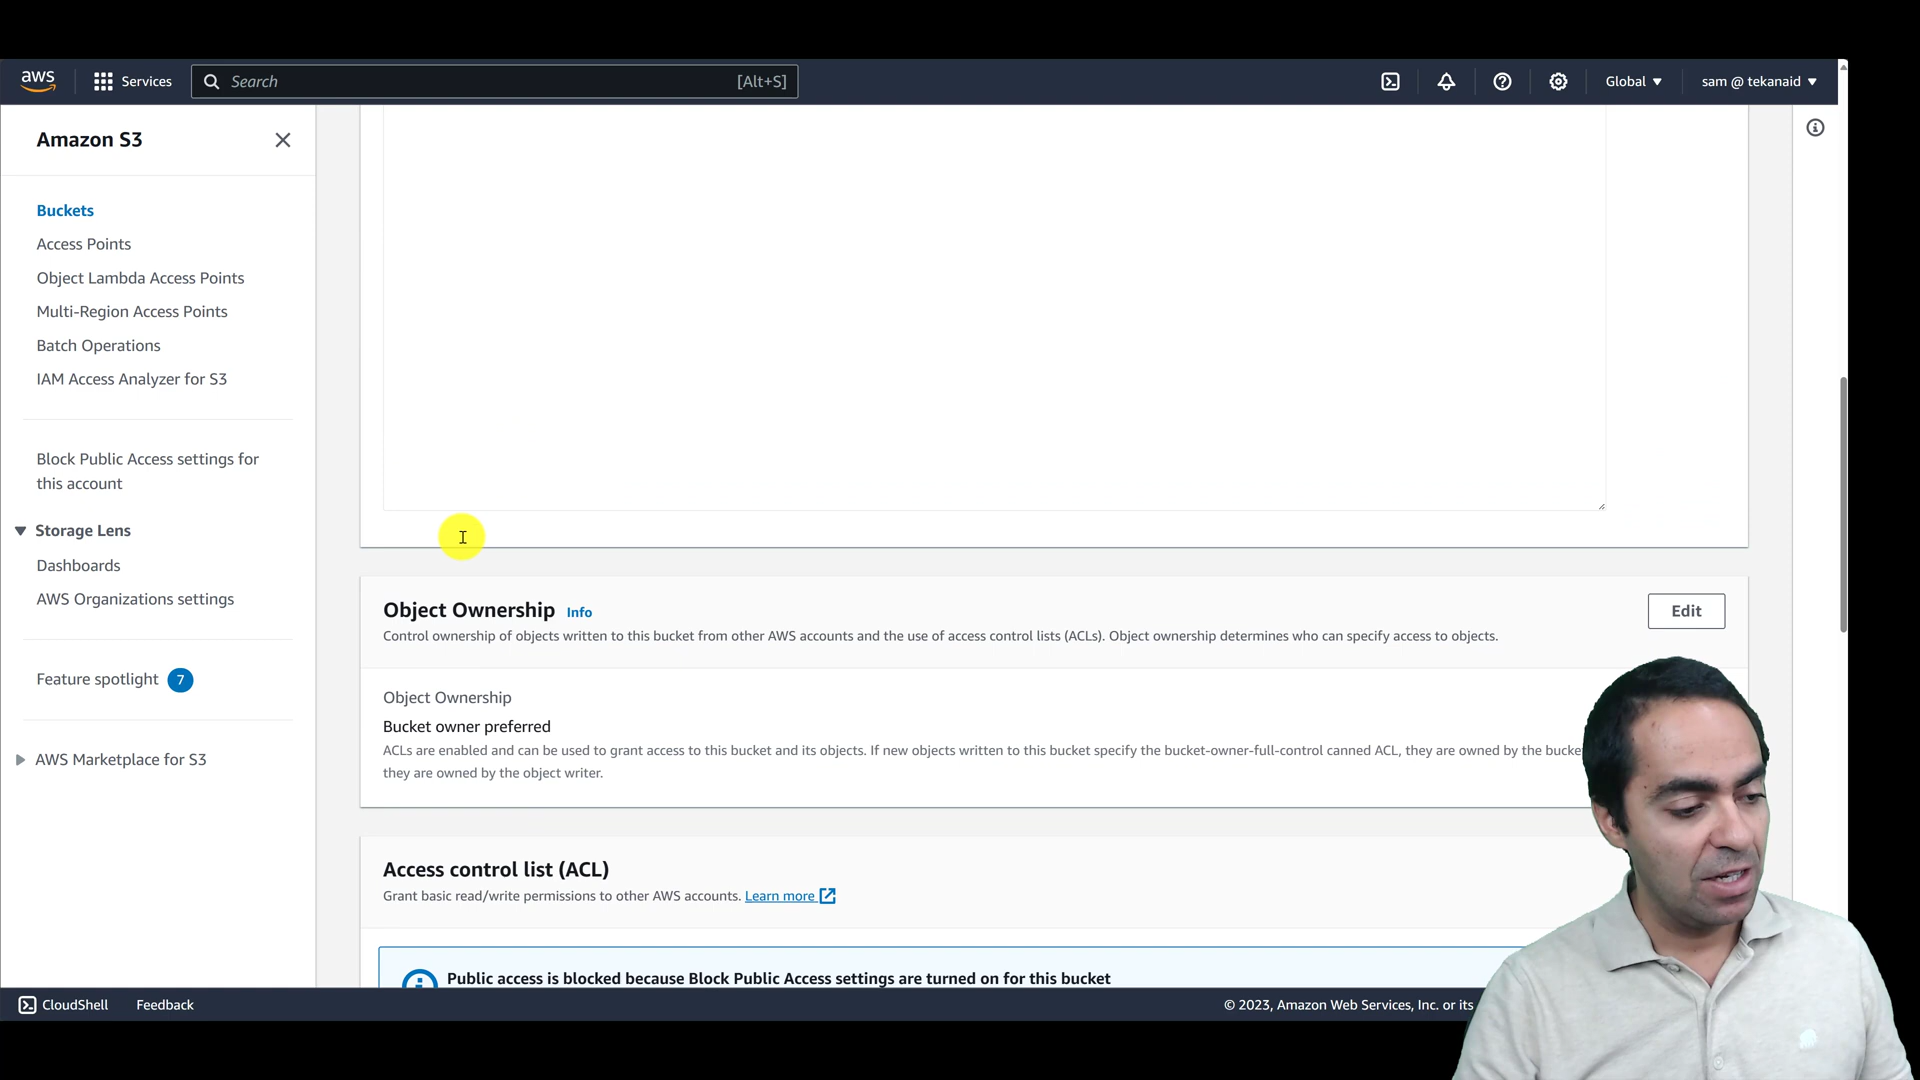 aws
Services
Search
[Alt+S]
Global
sam @ tekanaid
Amazon S3
Buckets
Access Points
Object Lambda Access Points
Multi-Region Access Points
Batch Operations
IAM Access Analyzer for S3
Block Public Access settings for
this account
Storage Lens
Dashboards
AWS Organizations settings
Feature spotlight 7
AWS Marketplace for S3
Object Ownership Info
Edit
Control ownership of objects written to this bucket from other AWS accounts and the use of access control lists (ACLs). Object ownership determines who can specify access to objects.
Object Ownership
Bucket owner preferred
ACLs are enabled and can be used to grant access to this bucket and its objects. If new objects written to this bucket specify the bucket-owner-full-control canned ACL, they are owned by the bucke
they are owned by the object writer.
Access control list (ACL)
Grant basic read/write permissions to other AWS accounts. Learn more
Public access is blocked because Block Public Access settings are turned on for this bucket
CloudShell
Feedback
© 2023, Amazon Web Services, Inc. or its